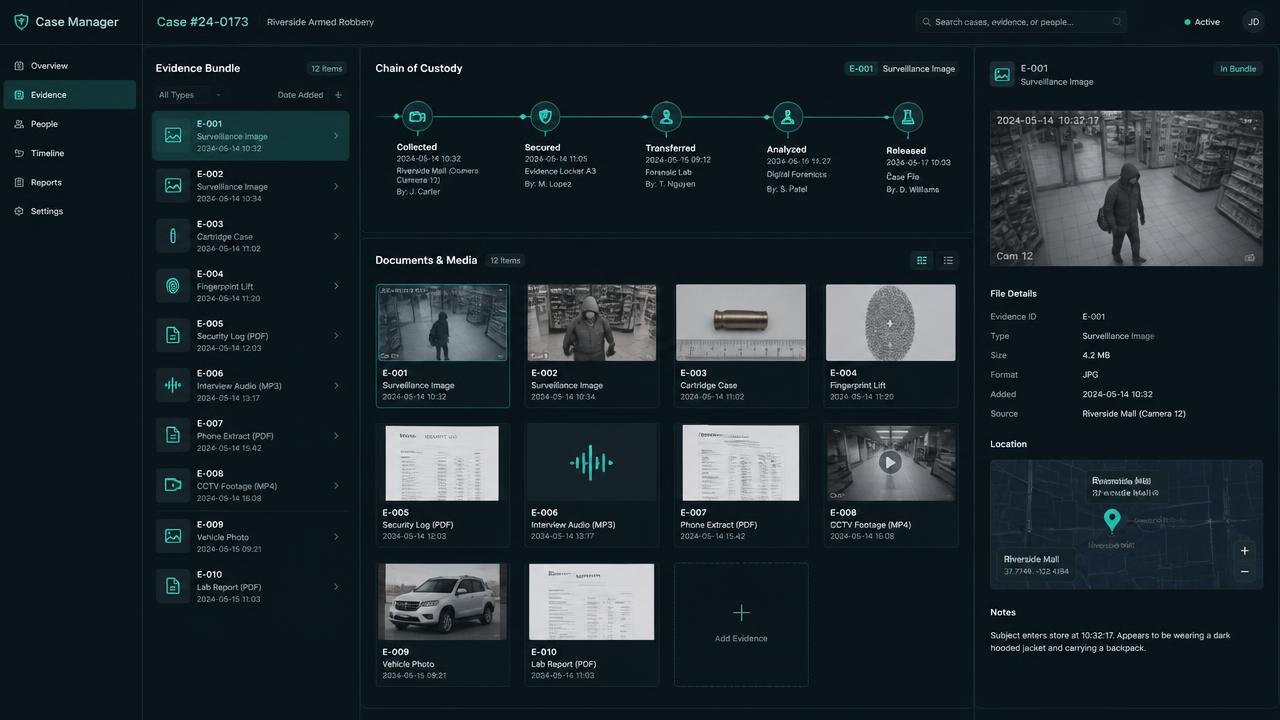 Case Manager
Case #24-0173
Riverside Armed Robbery
Search cases, evidence, or people...
Active
JD
Overview
Evidence
People
Timeline
Reports
Settings
Evidence Bundle
12 items
All Types
Date Added
E-001
Surveillance Image
2024-05-14 10:32
E-002
Surveillance Image
2024-05-14 10:34
E-003
Cartridge Case
2024-05-14 11:02
E-004
Fingerprint Lift
2024-05-14 11:20
E-005
Security Log (PDF)
2024-05-14 12:03
E-006
Interview Audio (MP3)
2024-05-14 13:17
E-007
Phone Extract (PDF)
2024-05-14 15:42
E-008
CCTV Footage (MP4)
2024-05-14 16:08
E-009
Vehicle Photo
2024-05-15 09:21
E-010
Lab Report (PDF)
2024-05-15 11:03
Chain of Custody
E-001 Surveillance Image
Collected
2024-05-14 10:32
Riverside Mall (Camera
By: J. Carter
Secured
2024-05-14 11:05
Evidence Locker A3
By: M. Lopez
Transferred
2024-05-15 09:12
Forensic Lab
By: T. Nguyen
Analyzed
Digital Forensics
By: S. Patel
Released
2024-05-17 10:03
Case File
By: D. Williams
Documents & Media
12 Items
E-001
Surveillance Image
2024-05-14 10:32
E-002
Surveillance Image
2024-05-14 10:34
E-003
Cartridge Case
2024-05-14 11:02
E-004
Fingerprint Lift
2024-05-14 11:20
E-005
Security Log (PDF)
2024-05-14 12:03
E-006
Interview Audio (MP3)
2024-05-14 13:17
E-007
Phone Extract (PDF)
2024-05-14 15:42
E-008
CCTV Footage (MP4)
2024-05-14 16:08
E-009
Vehicle Photo
2024-05-15 09:21
E-010
Lab Report (PDF)
2024-05-15 11:03
Add Evidence
E-001
Surveillance Image
In Bundle
2024-05-14 10:32:17
Cam 12
File Details
Evidence ID E-001
Type Surveillance Image
Size 4.2 MB
Format JPG
Added 2024-05-14 10:32
Source Riverside Mall (Camera 12)
Location
Riverside Mall
Notes
Subject enters store at 10:32:17. Appears to be wearing a dark
hooded jacket and carrying a backpack.